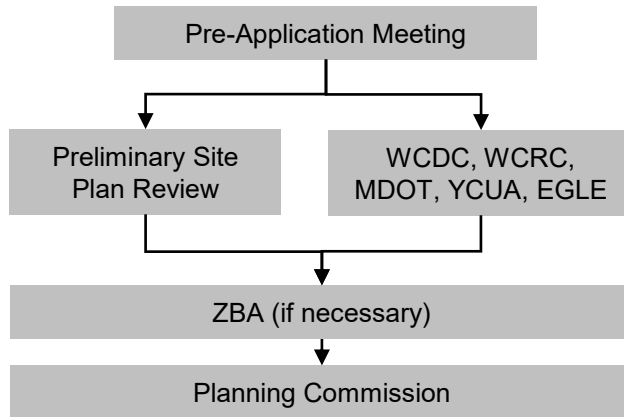 Pre-Application Meeting
Preliminary Site
Plan Review
WCDC, WCRC,
MDOT, YCUA, EGLE
ZBA (if necessary)
Planning Commission